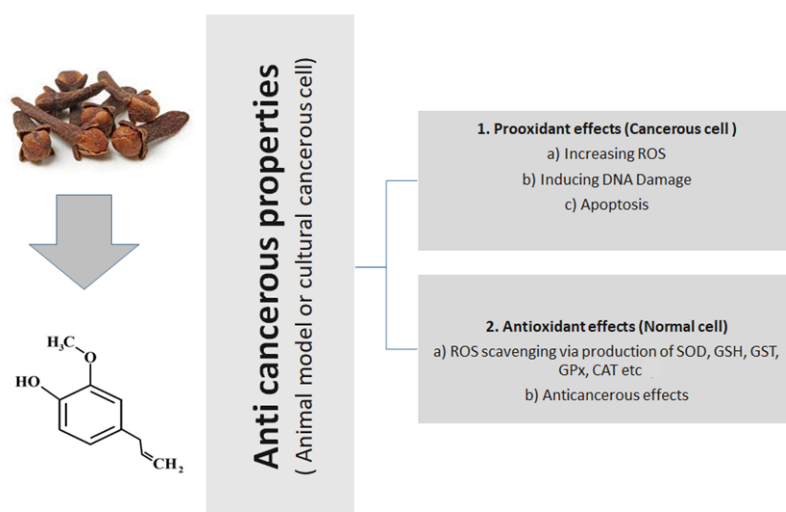 H₃C
O
HO
CH₂
Anti cancerous properties
( Animal model or cultural cancerous cell)
1. Prooxidant effects (Cancerous cell )
a) Increasing ROS
b) Inducing DNA Damage
c) Apoptosis
2. Antioxidant effects (Normal cell)
a) ROS scavenging via production of SOD, GSH, GST,
GPx, CAT etc
b) Anticancerous effects